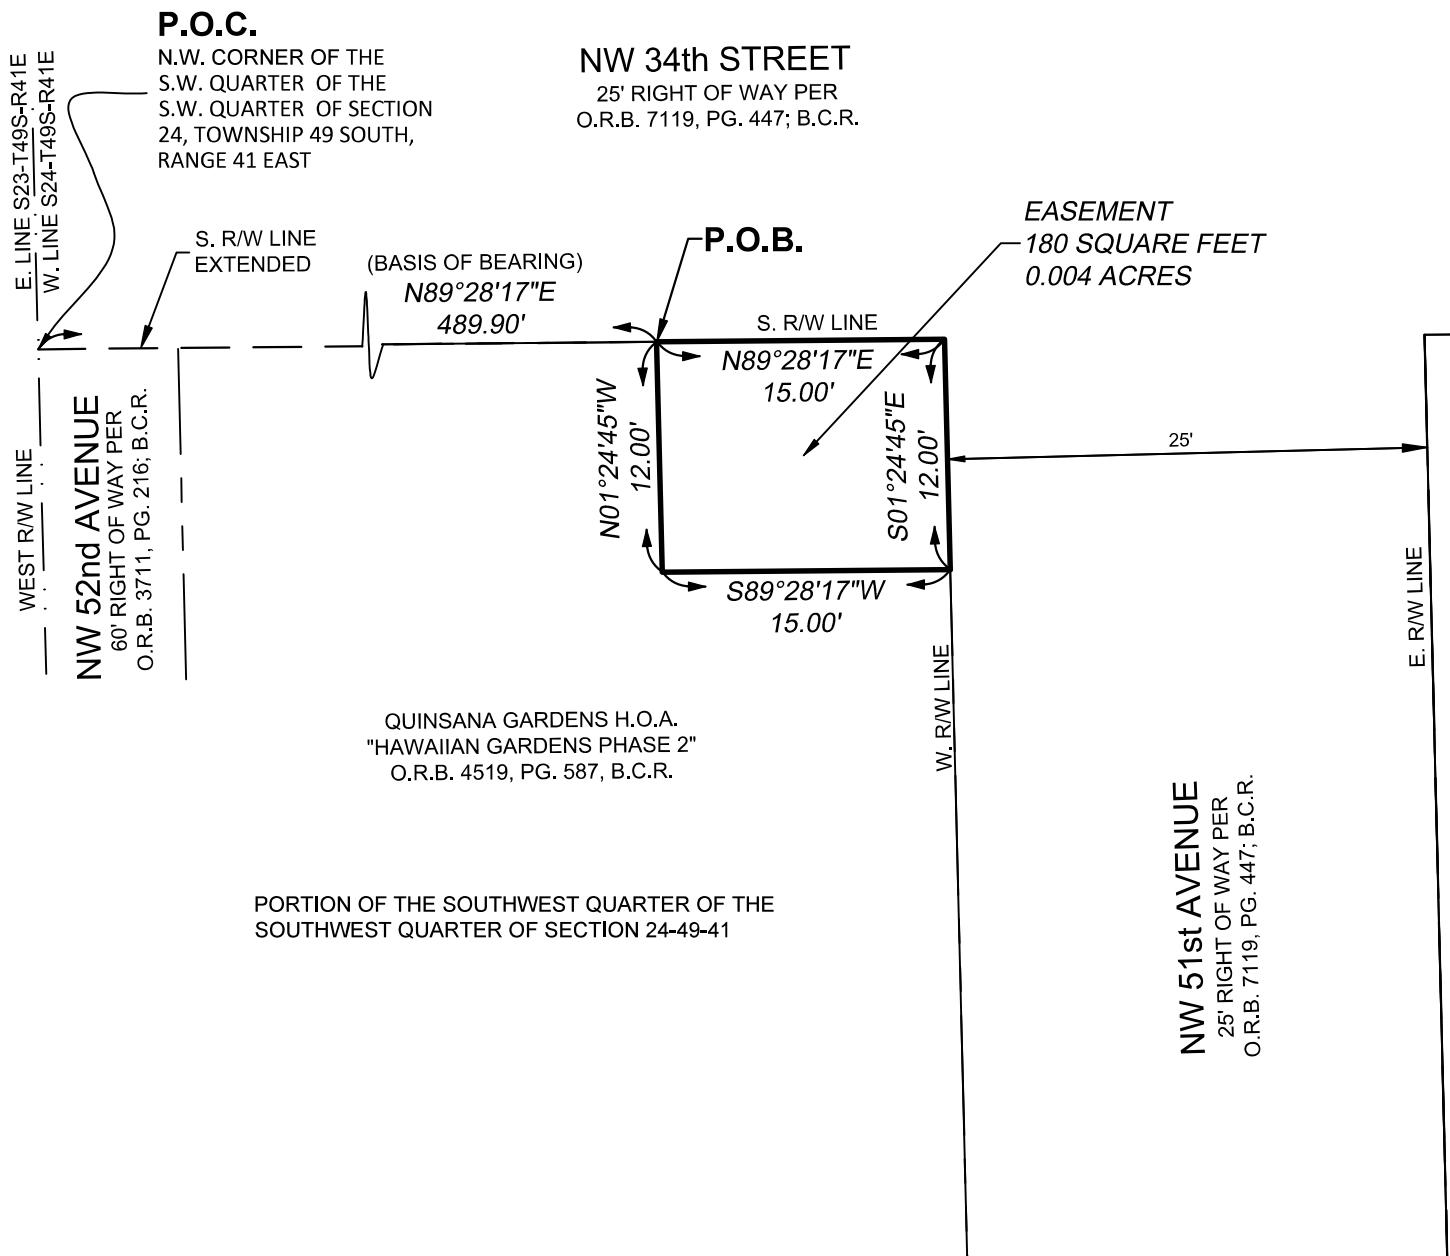 P.O.C.
N.W. CORNER OF THE
S.W. QUARTER OF THE
S.W. QUARTER OF SECTION
24, TOWNSHIP 49 SOUTH,
RANGE 41 EAST
NW 34th STREET
25' RIGHT OF WAY PER
O.R.B. 7119, PG. 447; B.C.R.
E. LINE S23-T49S-R41E
W. LINE S24-T49S-R41E
S. R/W LINE
EXTENDED
(BASIS OF BEARING)
N89°28'17"E
489.90'
P.O.B.
EASEMENT
180 SQUARE FEET
0.004 ACRES
S. R/W LINE
N89°28'17"E
15.00'
N01°24'45"W
12.00'
S01°24'45"E
12.00'
25'
S89°28'17"W
15.00'
WEST R/W LINE
NW 52nd AVENUE
60' RIGHT OF WAY PER
O.R.B. 3711, PG. 216; B.C.R.
E. R/W LINE
W. R/W LINE
QUINSANA GARDENS H.O.A.
"HAWAIIAN GARDENS PHASE 2"
O.R.B. 4519, PG. 587, B.C.R.
NW 51st AVENUE
25' RIGHT OF WAY PER
O.R.B. 7119, PG. 447; B.C.R.
PORTION OF THE SOUTHWEST QUARTER OF THE
SOUTHWEST QUARTER OF SECTION 24-49-41